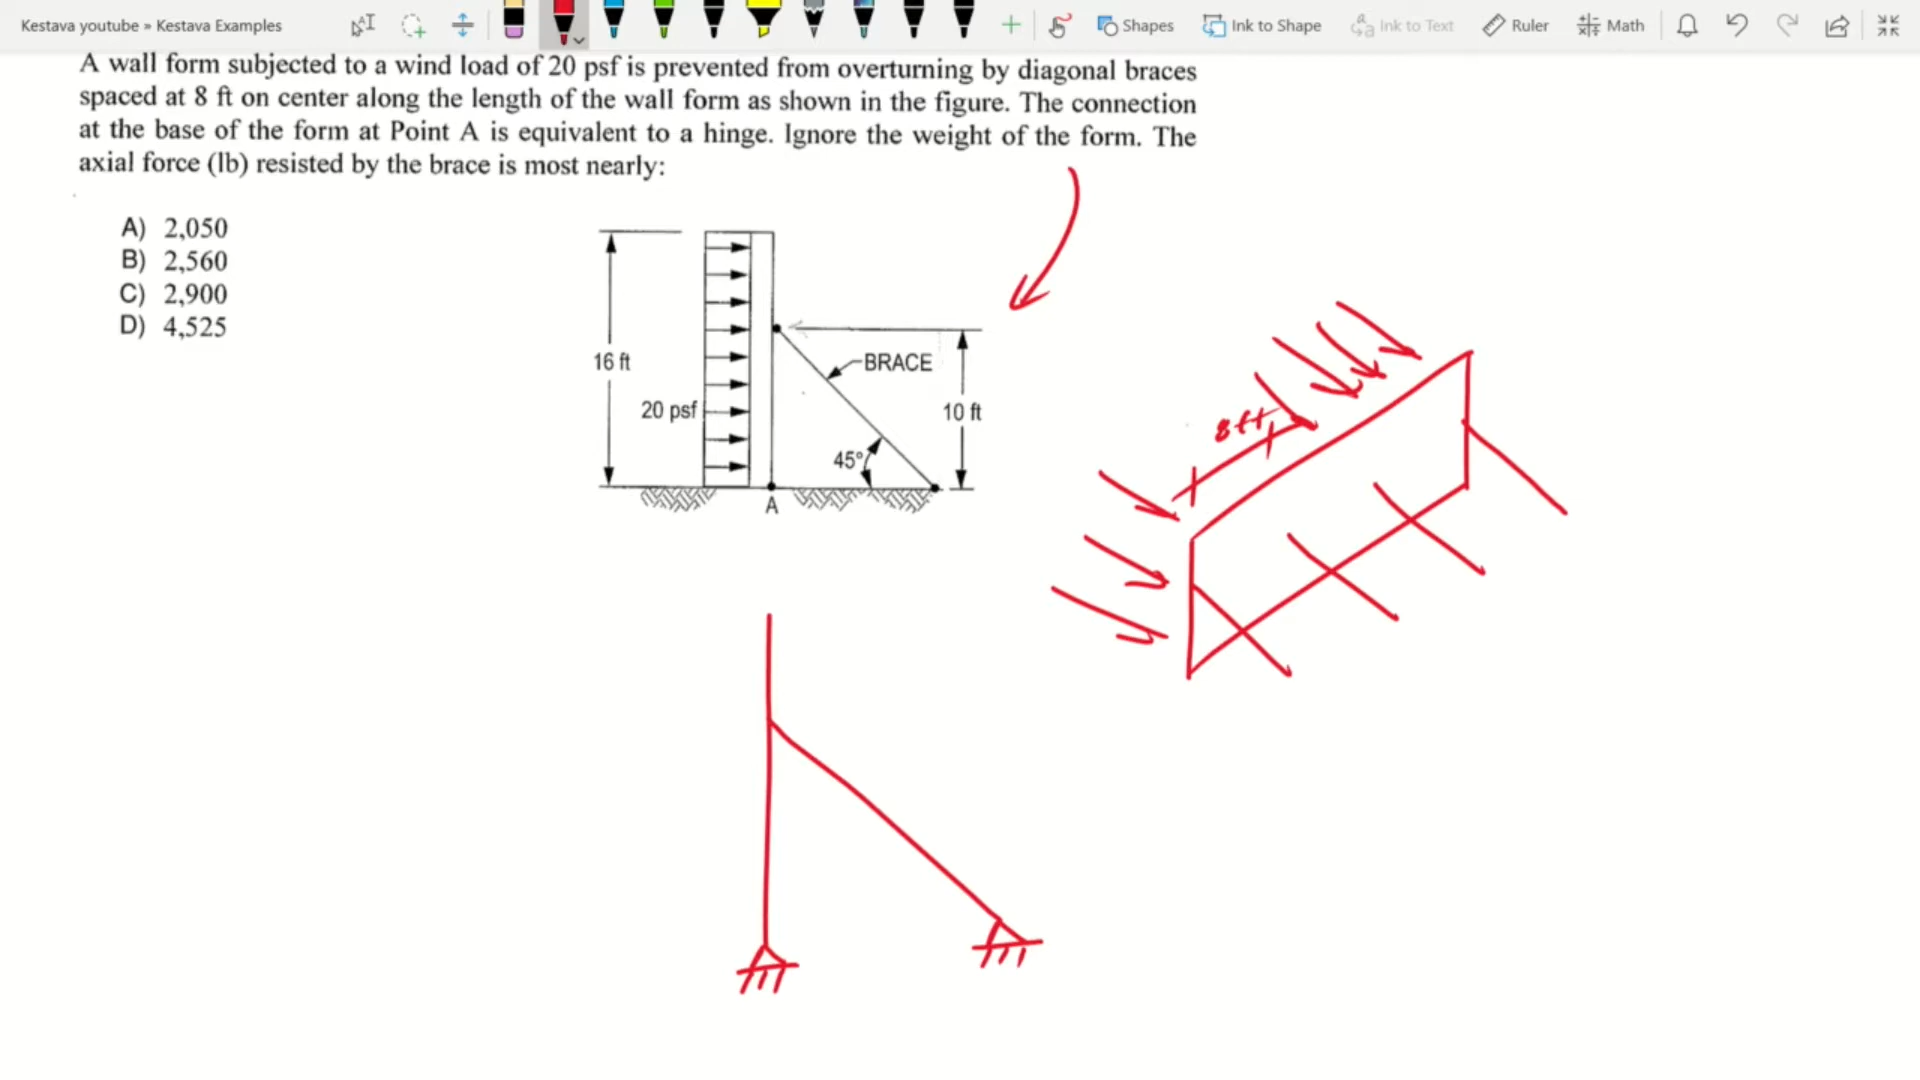 Kestava youtube » Kestava Examples
Shapes
Ink to Shape
Ink to Text
Ruler
Math
A wall form subjected to a wind load of 20 psf is prevented from overturning by diagonal braces
spaced at 8 ft on center along the length of the wall form as shown in the figure. The connection
at the base of the form at Point A is equivalent to a hinge. Ignore the weight of the form. The
axial force (lb) resisted by the brace is most nearly:
A) 2,050
B) 2,560
C) 2,900
D) 4,525
16 ft
20 psf
BRACE
10 ft
45°
A
8 ft